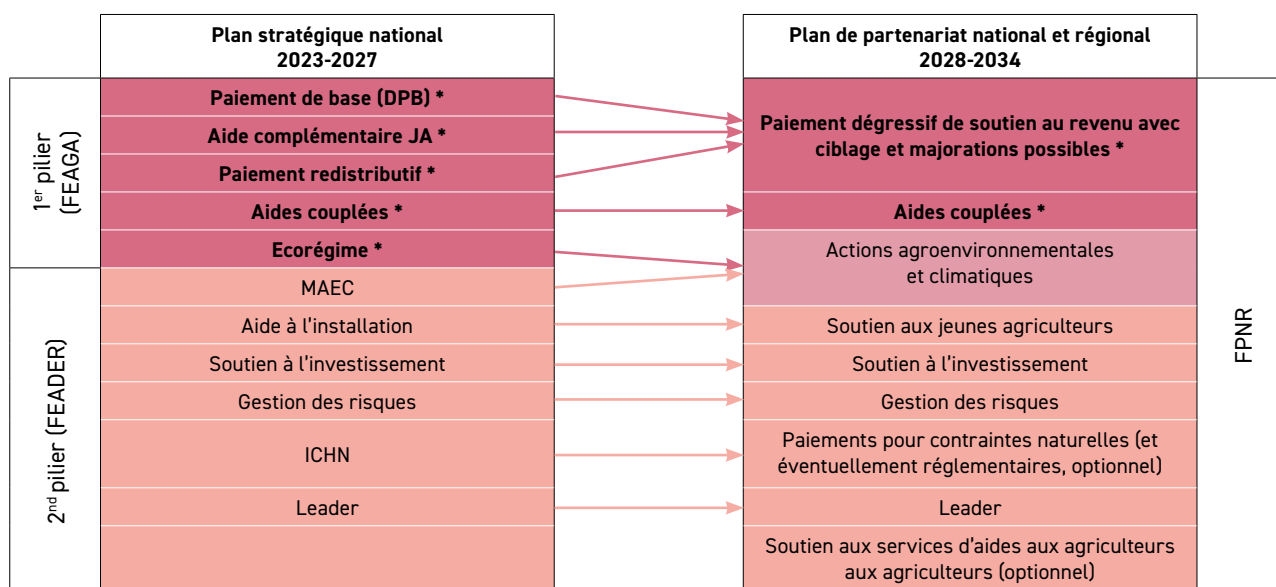 Plan stratégique national
2023-2027
Plan de partenariat national et régional
2028-2034
1er pilier
(FEAGA)
Paiement de base (DPB) *
Aide complémentaire JA *
Paiement redistributif *
Aides couplées *
Ecorégime *
2nd pilier (FEADER)
MAEC
Aide à l’installation
Soutien à l’investissement
Gestion des risques
ICHN
Leader
Paiement dégressif de soutien au revenu avec
ciblage et majorations possibles *
Aides couplées *
Actions agroenvironnementales
et climatiques
Soutien aux jeunes agriculteurs
Soutien à l’investissement
Gestion des risques
Paiements pour contraintes naturelles (et
éventuellement réglementaires, optionnel)
Leader
Soutien aux services d’aides aux agriculteurs
aux agriculteurs (optionnel)
FPNR